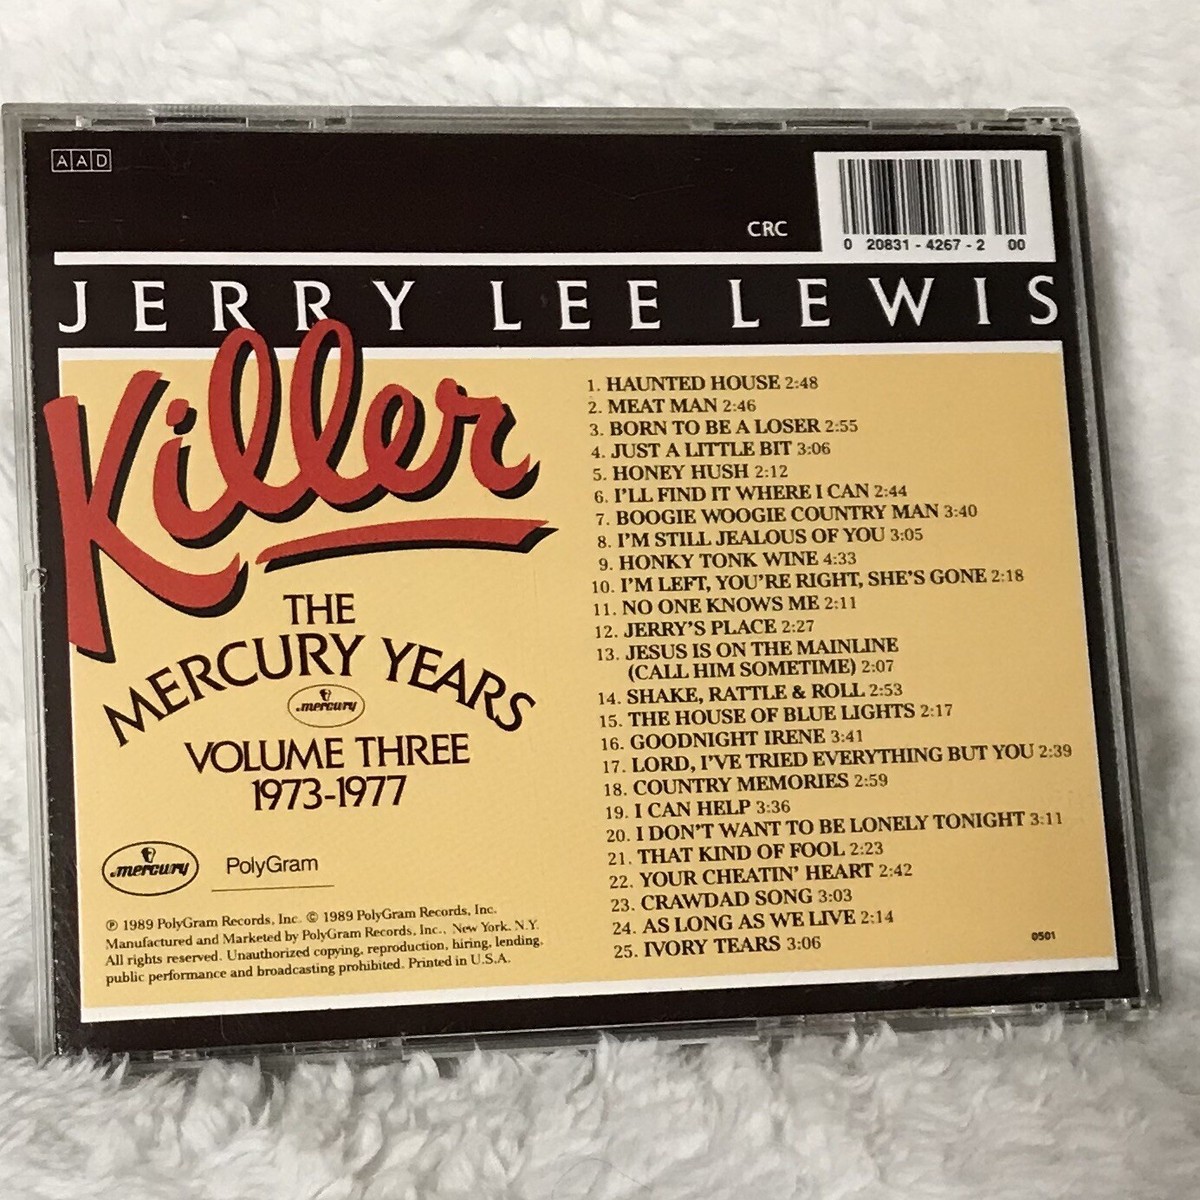 AAD
CRC
0 20831 - 4267 - 2 00
JERRY LEE LEWIS
Killer
THE
MERCURY YEARS
mercury
VOLUME THREE
1973-1977
mercury
PolyGram
℗ 1989 PolyGram Records, Inc. © 1989 PolyGram Records, Inc.
Manufactured and Marketed by PolyGram Records, Inc., New York, N.Y.
All rights reserved. Unauthorized copying, reproduction, hiring, lending,
public performance and broadcasting prohibited. Printed in U.S.A.
1. HAUNTED HOUSE 2:48
2. MEAT MAN 2:46
3. BORN TO BE A LOSER 2:55
4. JUST A LITTLE BIT 3:06
5. HONEY HUSH 2:12
6. I'LL FIND IT WHERE I CAN 2:44
7. BOOGIE WOOGIE COUNTRY MAN 3:40
8. I'M STILL JEALOUS OF YOU 3:05
9. HONKY TONK WINE 4:33
10. I'M LEFT, YOU'RE RIGHT, SHE'S GONE 2:18
11. NO ONE KNOWS ME 2:11
12. JERRY'S PLACE 2:27
13. JESUS IS ON THE MAINLINE
(CALL HIM SOMETIME) 2:07
14. SHAKE, RATTLE & ROLL 2:53
15. THE HOUSE OF BLUE LIGHTS 2:17
16. GOODNIGHT IRENE 3:41
17. LORD, I'VE TRIED EVERYTHING BUT YOU 2:39
18. COUNTRY MEMORIES 2:59
19. I CAN HELP 3:36
20. I DON'T WANT TO BE LONELY TONIGHT 3:11
21. THAT KIND OF FOOL 2:23
22. YOUR CHEATIN' HEART 2:42
23. CRAWDAD SONG 3:03
24. AS LONG AS WE LIVE 2:14
25. IVORY TEARS 3:06
0501